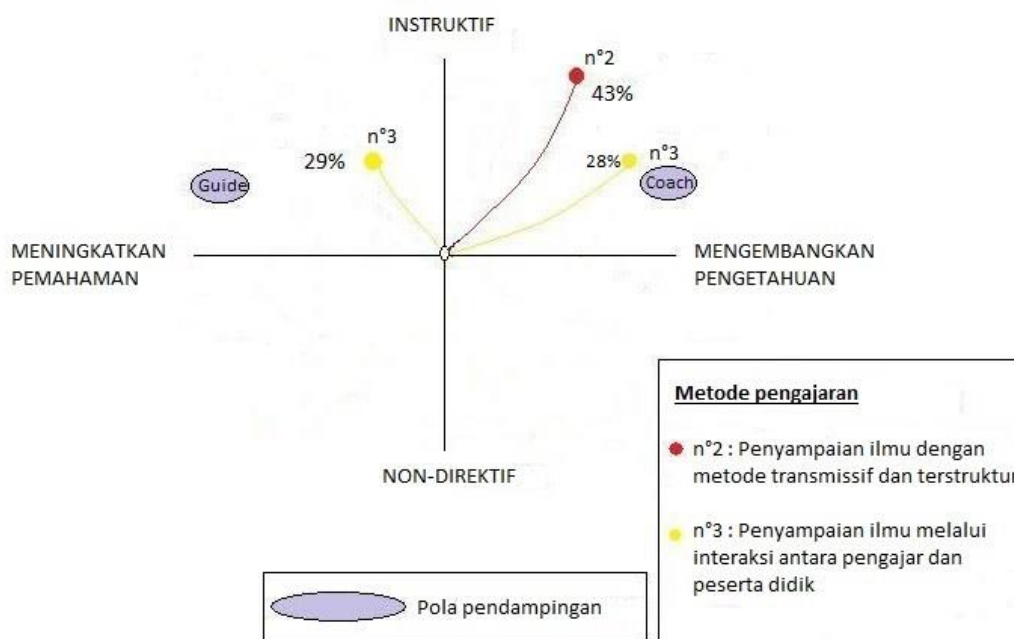 INSTRUKTIF
n°2
43%
n°3
29%
28%
n°3
Guide
Coach
MENINGKATKAN
PEMAHAMAN
MENGEMBANGKAN
PENGETAHUAN
NON-DIREKTIF
Metode pengajaran
n°2 : Penyampaian ilmu dengan
metode transmissif dan terstruktur
n°3 : Penyampaian ilmu melalui
interaksi antara pengajar dan
peserta didik
Pola pendampingan